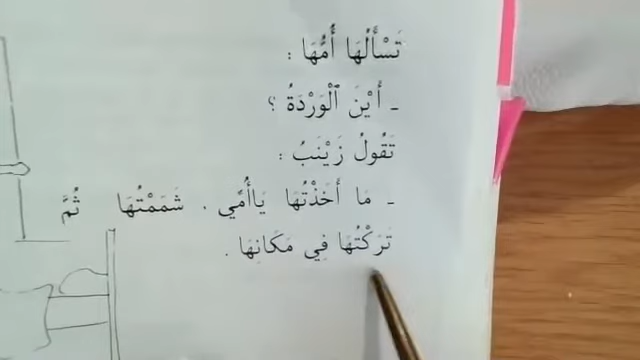 تَسْأَلُهَا أُمُّهَا :
ـ أَيْنَ ٱلْوَرْدَةُ ؟
تَقُولُ زَيْنَبُ :
ـ مَا أَخَذْتُهَا يَاأُمِّي . شَمَمْتُهَا ثُمَّ
تَرَكْتُهَا فِي مَكَانِهَا .